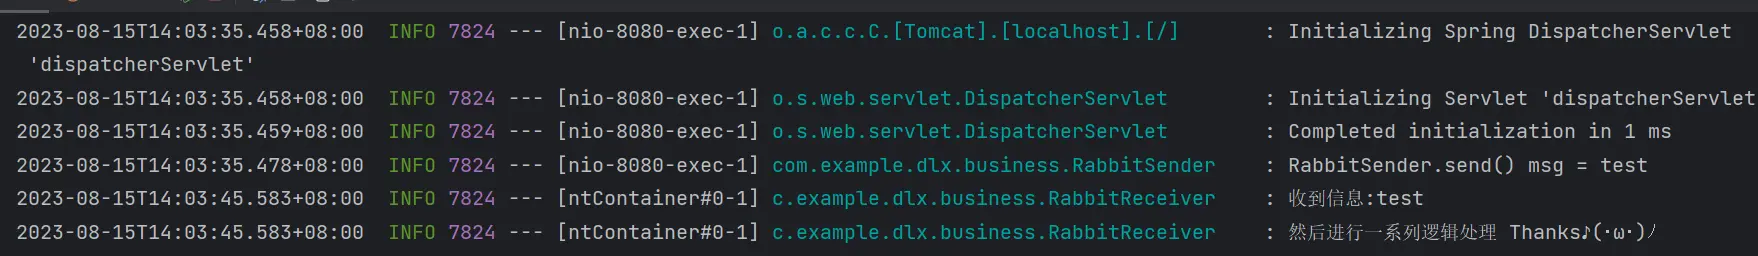 2023-08-15T14:03:35.458+08:00  INFO 7824 --- [nio-8080-exec-1] o.a.c.c.C.[Tomcat].[localhost].[/]       : Initializing Spring DispatcherServlet
 'dispatcherServlet'
2023-08-15T14:03:35.458+08:00  INFO 7824 --- [nio-8080-exec-1] o.s.web.servlet.DispatcherServlet        : Initializing Servlet 'dispatcherServlet
2023-08-15T14:03:35.459+08:00  INFO 7824 --- [nio-8080-exec-1] o.s.web.servlet.DispatcherServlet        : Completed initialization in 1 ms
2023-08-15T14:03:35.478+08:00  INFO 7824 --- [nio-8080-exec-1] com.example.dlx.business.RabbitSender    : RabbitSender.send() msg = test
2023-08-15T14:03:45.583+08:00  INFO 7824 --- [ntContainer#0-1] c.example.dlx.business.RabbitReceiver    : 收到信息:test
2023-08-15T14:03:45.583+08:00  INFO 7824 --- [ntContainer#0-1] c.example.dlx.business.RabbitReceiver    : 然后进行一系列逻辑处理 Thanks♪(･ω･)ﾉ